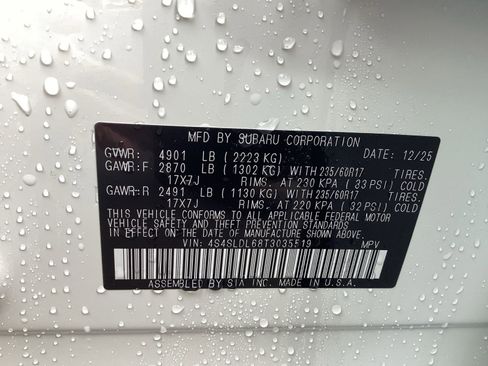 MFD BY SUBARU CORPORATION
GVWR: 4901 LB (2223 KG) DATE: 12/25
GAWR:F 2870 LB (1302 KG) WITH 235/60R17 TIRES.
17X7J RIMS. AT 230 KPA (33 PSI) COLD.
GAWR:R 2491 LB (1130 KG) WITH 235/60R17 TIRES.
17X7J RIMS. AT 220 KPA (32 PSI) COLD.
THIS VEHICLE CONFORMS TO ALL APPLICABLE FEDERAL MOTOR
VEHICLE SAFETY AND THEFT PREVENTION STANDARDS
IN EFFECT ON THE DATE OF MANUFACTURE SHOWN ABOVE.
VIN: 4S4SLDL68T3035519 MPV
ASSEMBLED BY SIA INC. MADE IN U.S.A.